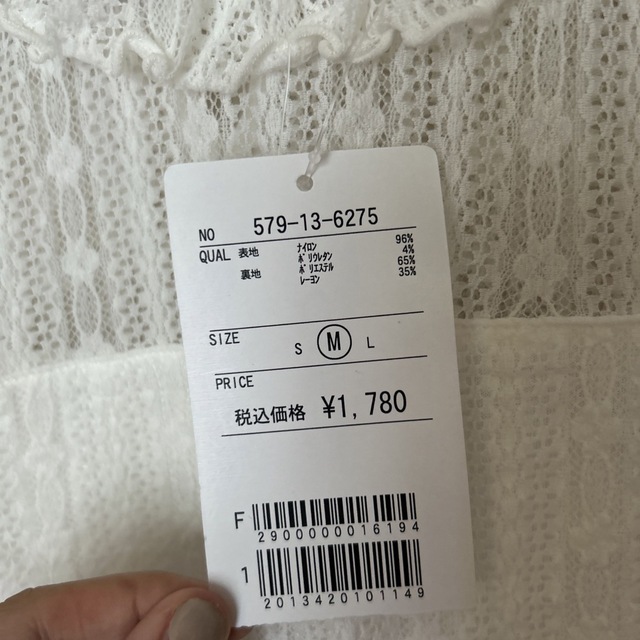 NO 579-13-6275
QUAL 表地 ナイロン 96%
ポリウレタン 4%
裏地 ポリエステル 65%
レーヨン 35%
SIZE
S M L
PRICE
税込価格 ¥1,780
F
2900000016194
1
2013420101149